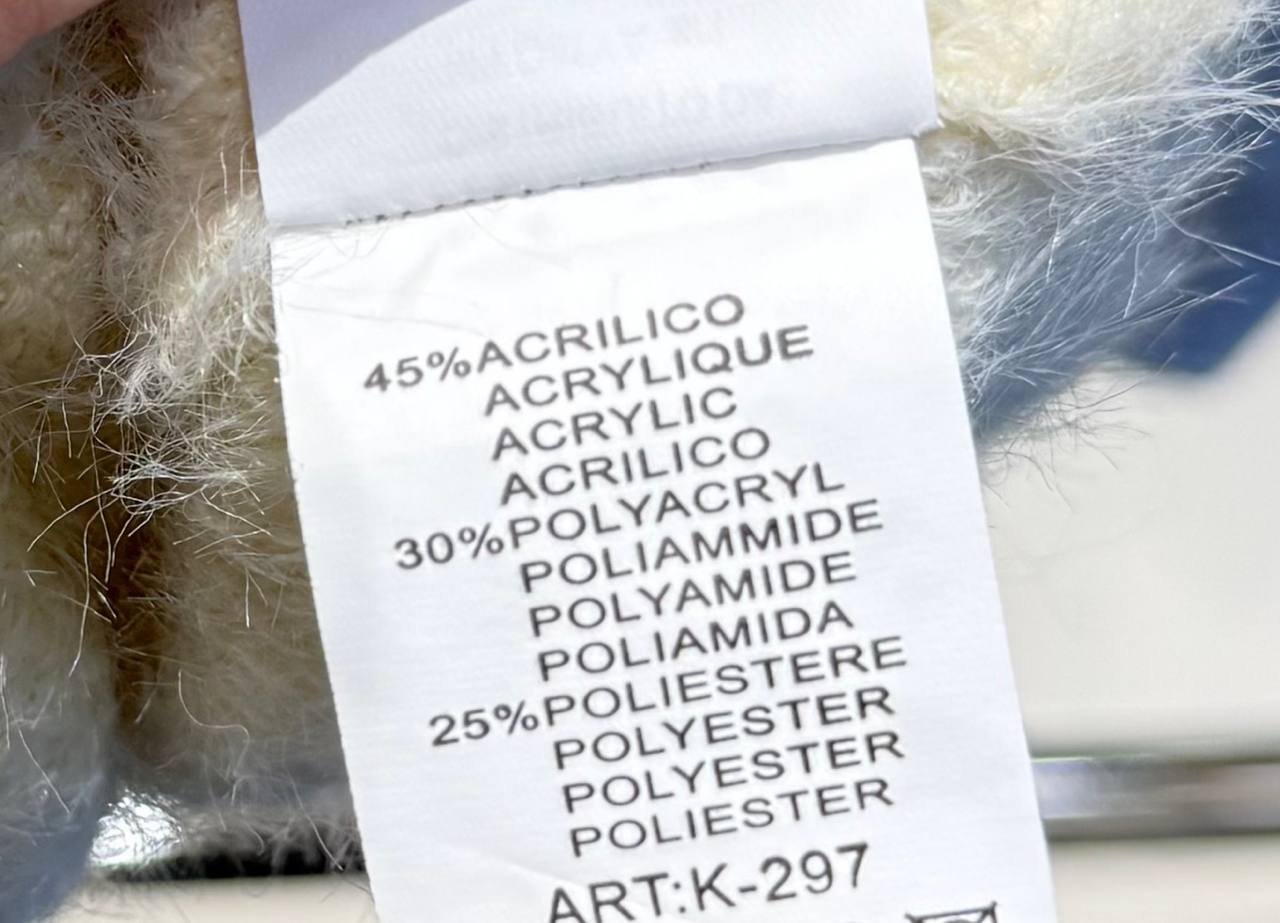 45%ACRILICO
ACRYLIQUE
ACRYLIC
ACRILICO
30%POLYACRYL
POLIAMMIDE
POLYAMIDE
POLIAMIDA
25%POLIESTERE
POLYESTER
POLYESTER
POLIESTER
ART:K-297